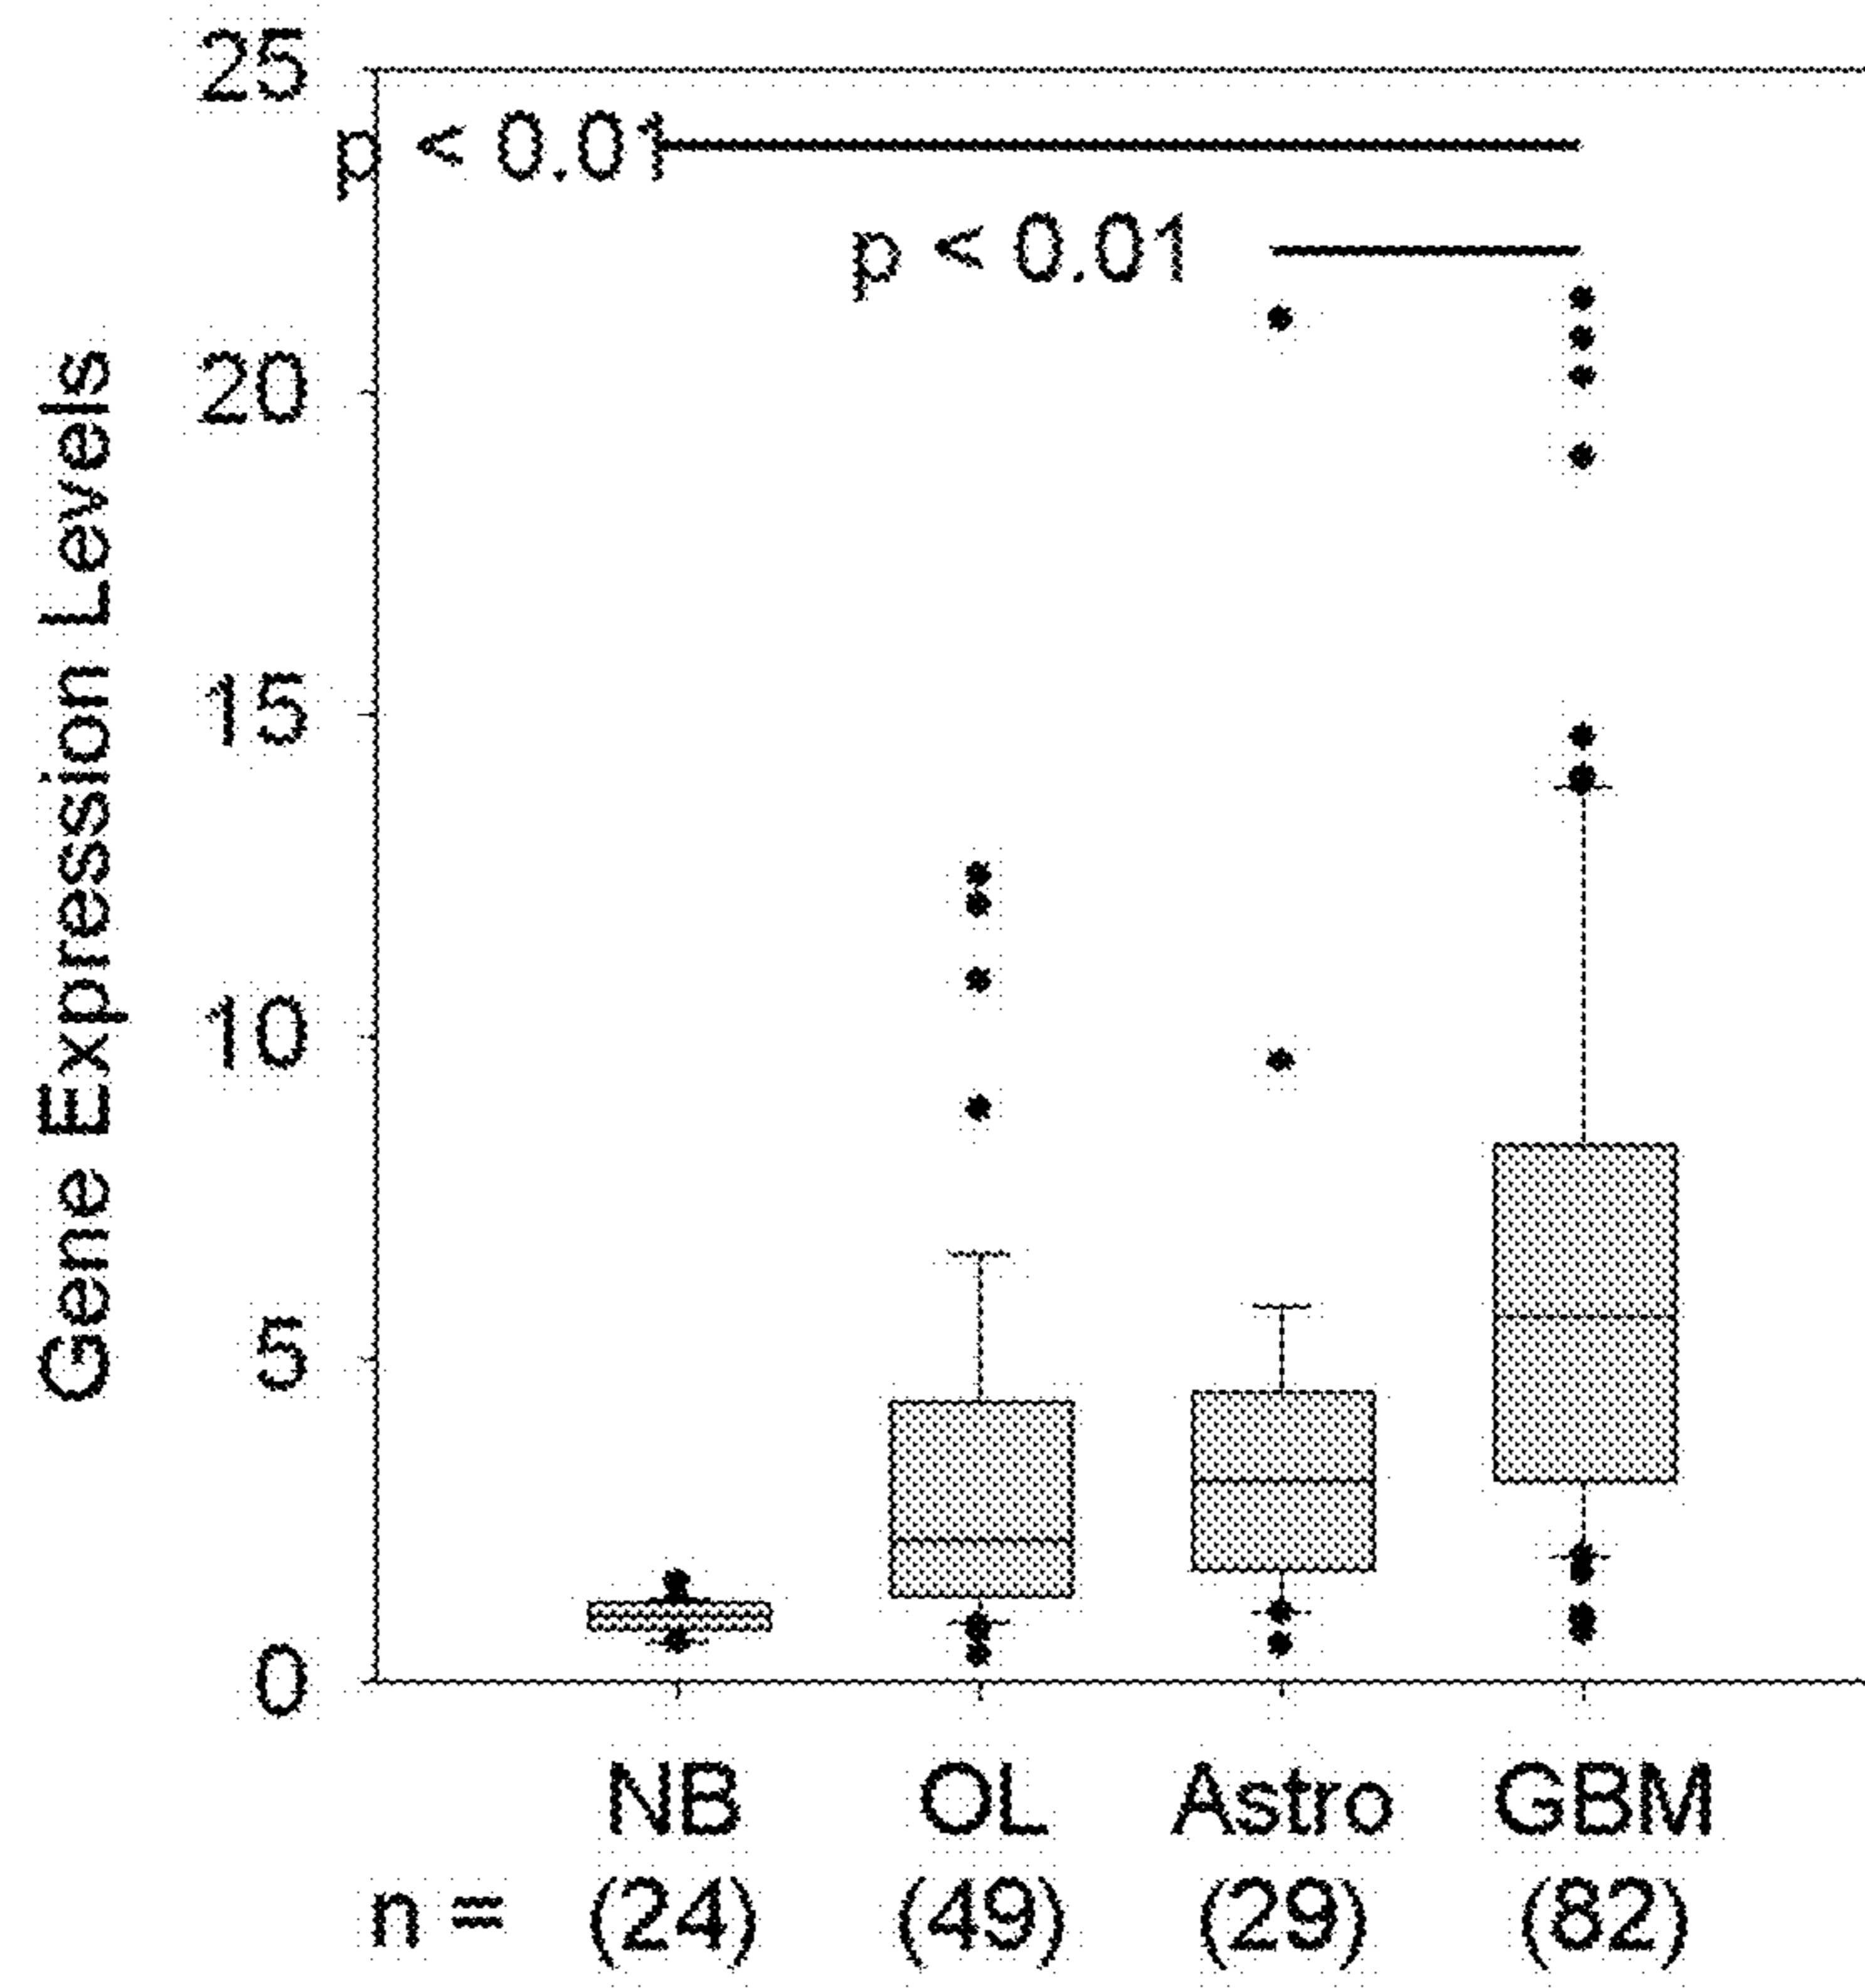 Gene Expression Levels
25
20
15
10
5
0
p < 0.01
p < 0.01
NB OL Astro GBM
n = (24) (49) (29) (82)